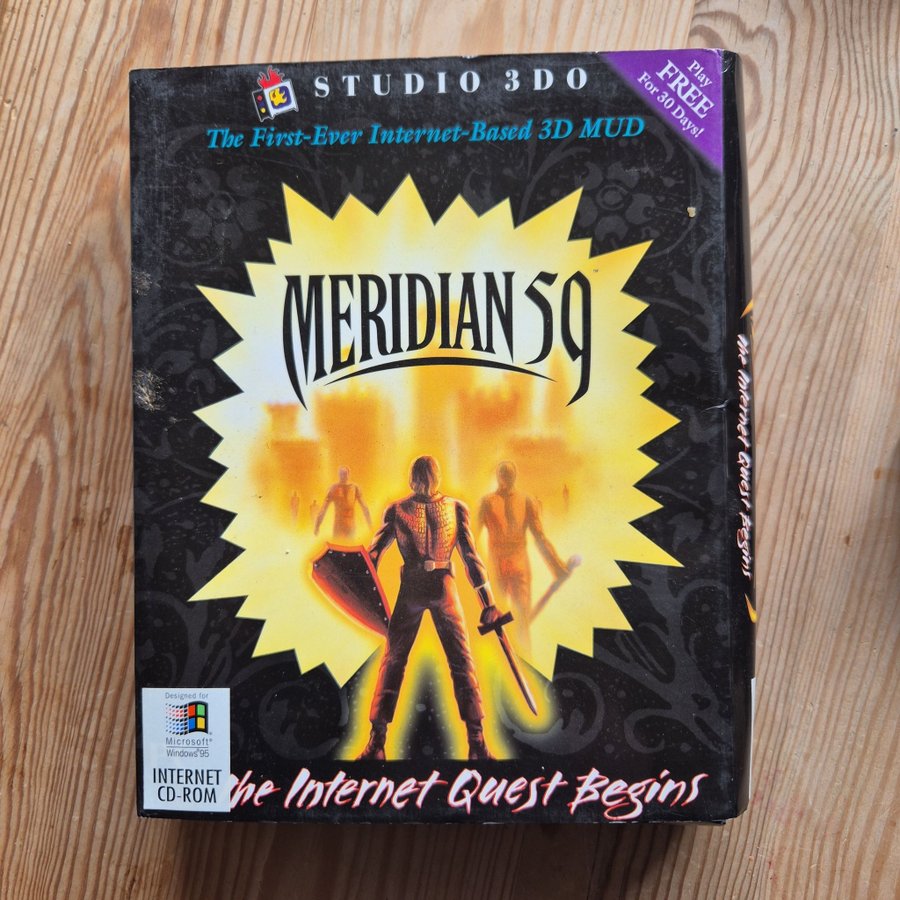 STUDIO 3DO
Play
FREE
For 30 Days!
The First-Ever Internet-Based 3D MUD
MERIDIAN 59™
The Internet Quest Begins
Designed for
Microsoft®
Windows®95
INTERNET
CD-ROM
The Internet Quest Begins